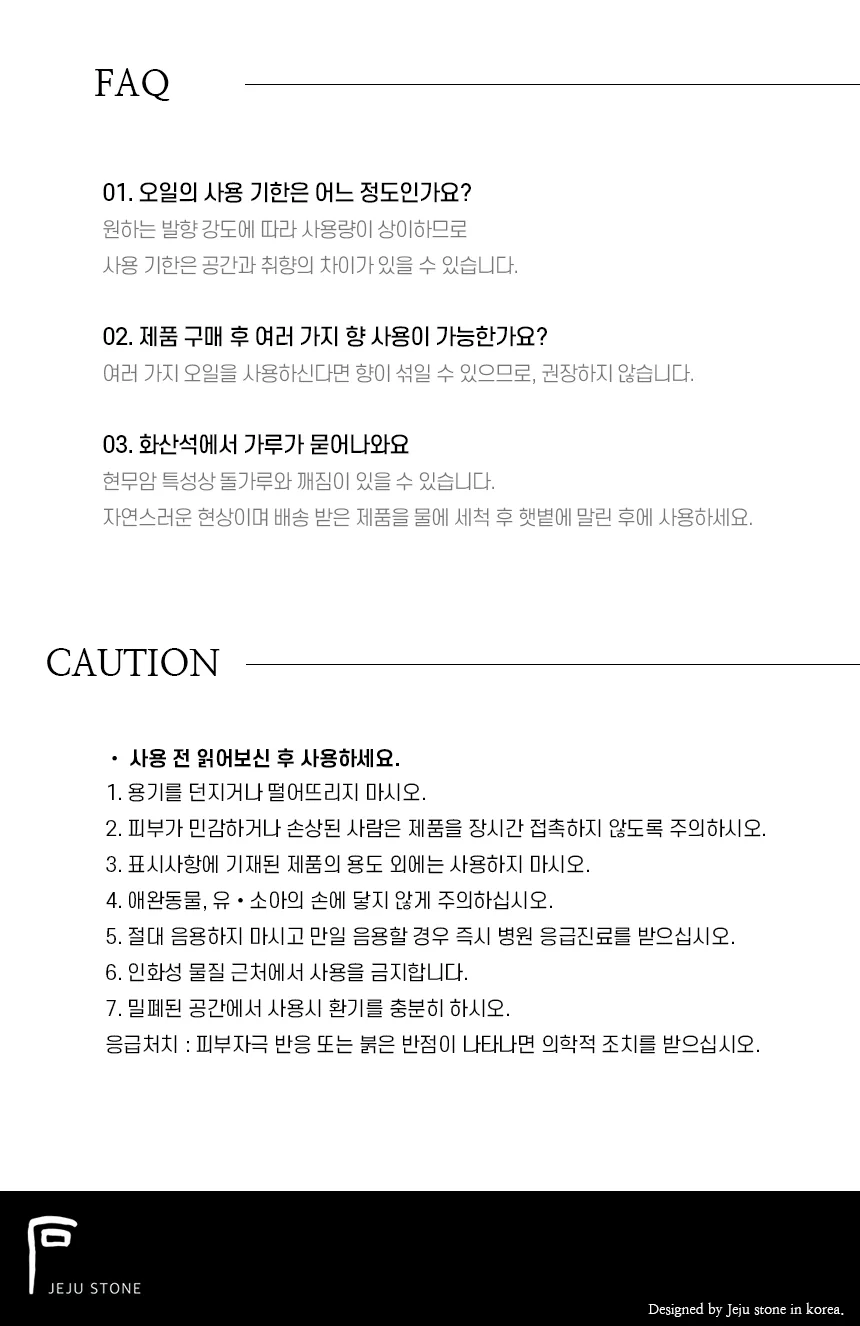 FAQ
01. 오일의 사용 기한은 어느 정도인가요?
원하는 발향 강도에 따라 사용량이 상이하므로
사용 기한은 공간과 취향의 차이가 있을 수 있습니다.
02. 제품 구매 후 여러 가지 향 사용이 가능한가요?
여러 가지 오일을 사용하신다면 향이 섞일 수 있으므로, 권장하지 않습니다.
03. 화산석에서 가루가 묻어나와요
현무암 특성상 돌가루와 깨짐이 있을 수 있습니다.
자연스러운 현상이며 배송 받은 제품을 물에 세척 후 햇볕에 말린 후에 사용하세요.
CAUTION
• 사용 전 읽어보신 후 사용하세요.
1. 용기를 던지거나 떨어뜨리지 마시오.
2. 피부가 민감하거나 손상된 사람은 제품을 장시간 접촉하지 않도록 주의하시오.
3. 표시사항에 기재된 제품의 용도 외에는 사용하지 마시오.
4. 애완동물, 유•소아의 손에 닿지 않게 주의하십시오.
5. 절대 음용하지 마시고 만일 음용할 경우 즉시 병원 응급진료를 받으십시오.
6. 인화성 물질 근처에서 사용을 금지합니다.
7. 밀폐된 공간에서 사용시 환기를 충분히 하시오.
응급처치 : 피부자극 반응 또는 붉은 반점이 나타나면 의학적 조치를 받으십시오.
JEJU STONE
Designed by Jeju stone in korea.